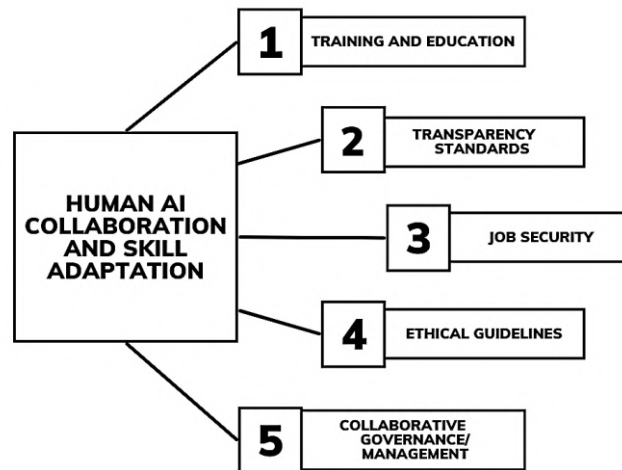 1
TRAINING AND EDUCATION
2
TRANSPARENCY
STANDARDS
HUMAN AI
COLLABORATION
AND SKILL
ADAPTATION
3
JOB SECURITY
4
ETHICAL GUIDELINES
5
COLLABORATIVE
GOVERNANCE/
MANAGEMENT